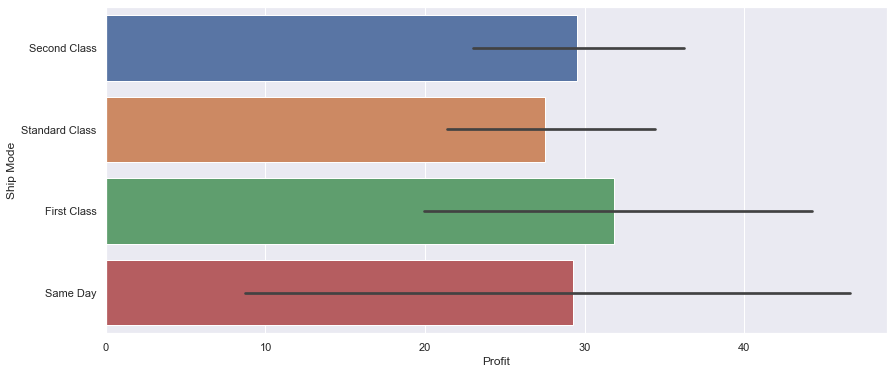 Second Class
Standard Class
First Class
Same Day
Ship Mode
0 10 20 30 40
Profit